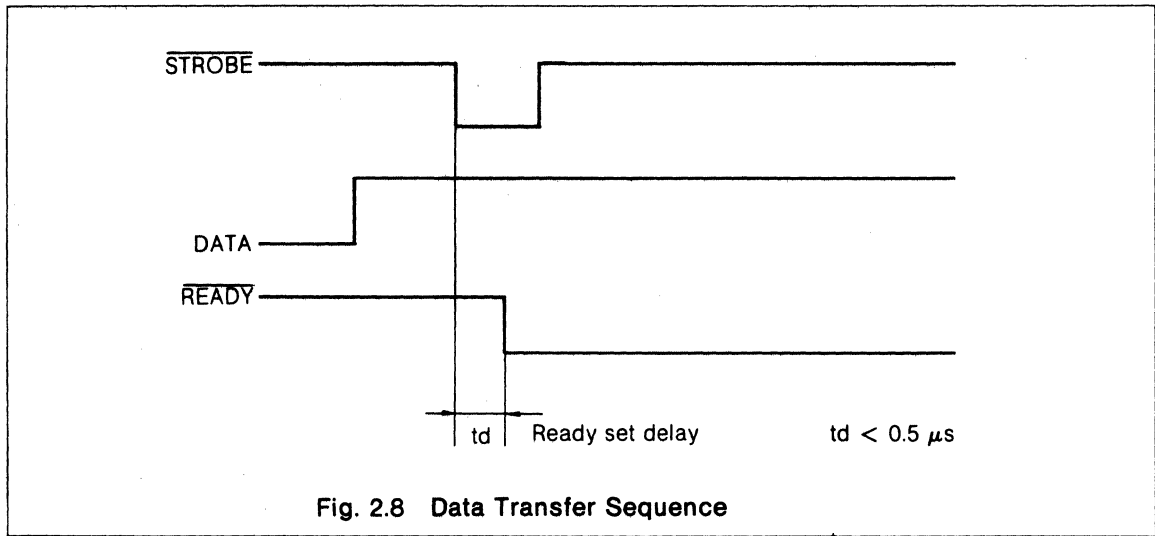 STROBE
DATA
READY
td Ready set delay td < 0.5 μs
Fig. 2.8 Data Transfer Sequence